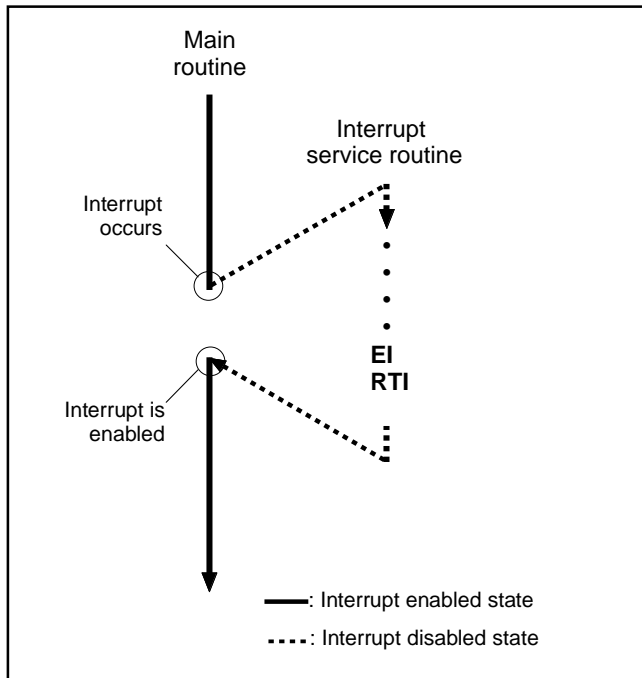 Main
routine
Interrupt
service routine
Interrupt
occurs
EI
RTI
Interrupt is
enabled
: Interrupt enabled state
: Interrupt disabled state